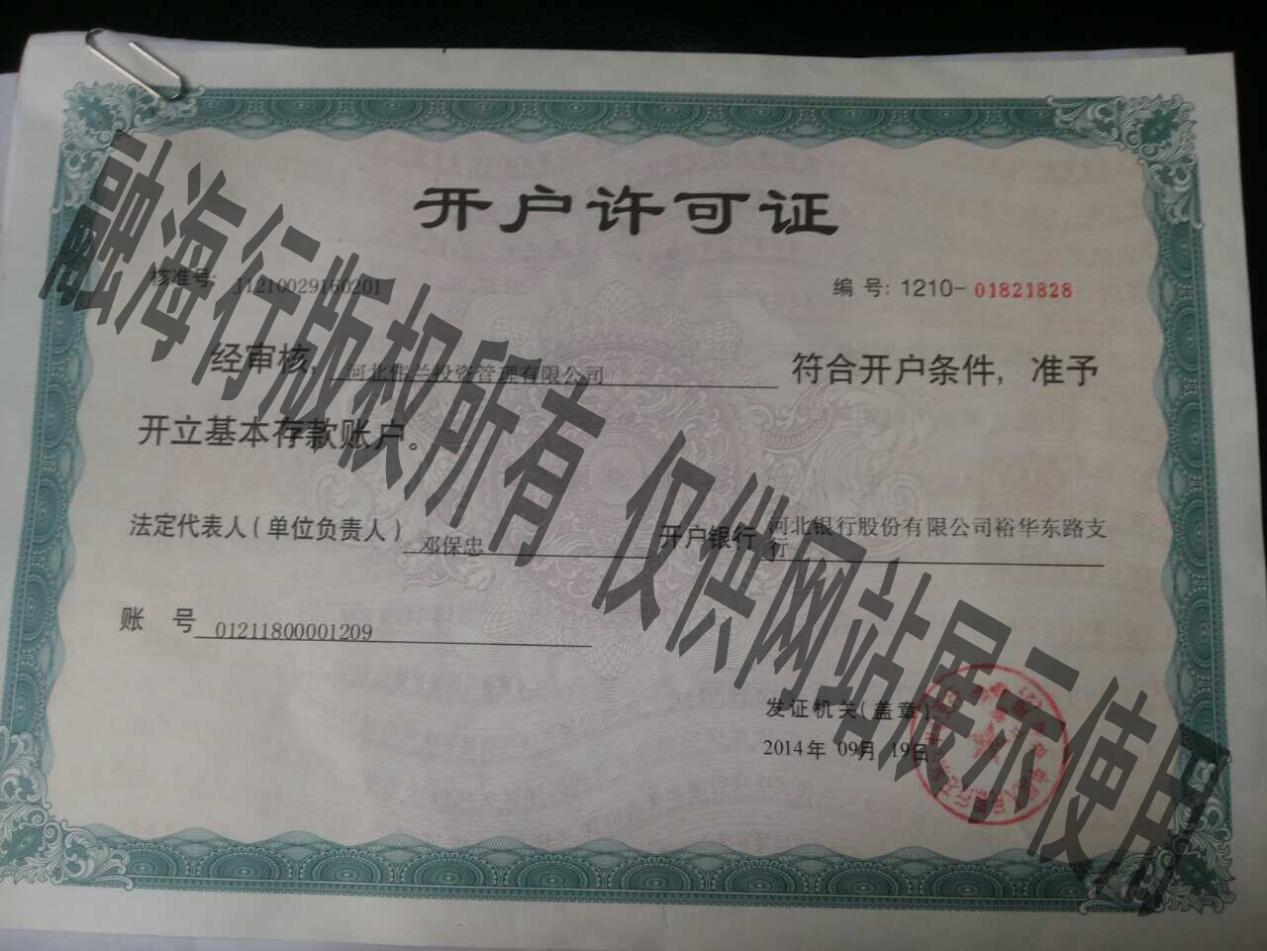 开户许可证
核准号: J1210029160201
编 号: 1210-01821828
经审核, 河北 兰投资管理有限公司 符合开户条件, 准予
开立基本存款账户。
法定代表人(单位负责人) 邓保忠 开户银行 河北银行股份有限公司裕华东路支
行
账 号 01211800001209
发证机关(盖章)
2014年 09月 19日
融海行版权所有 仅供网站展示使用